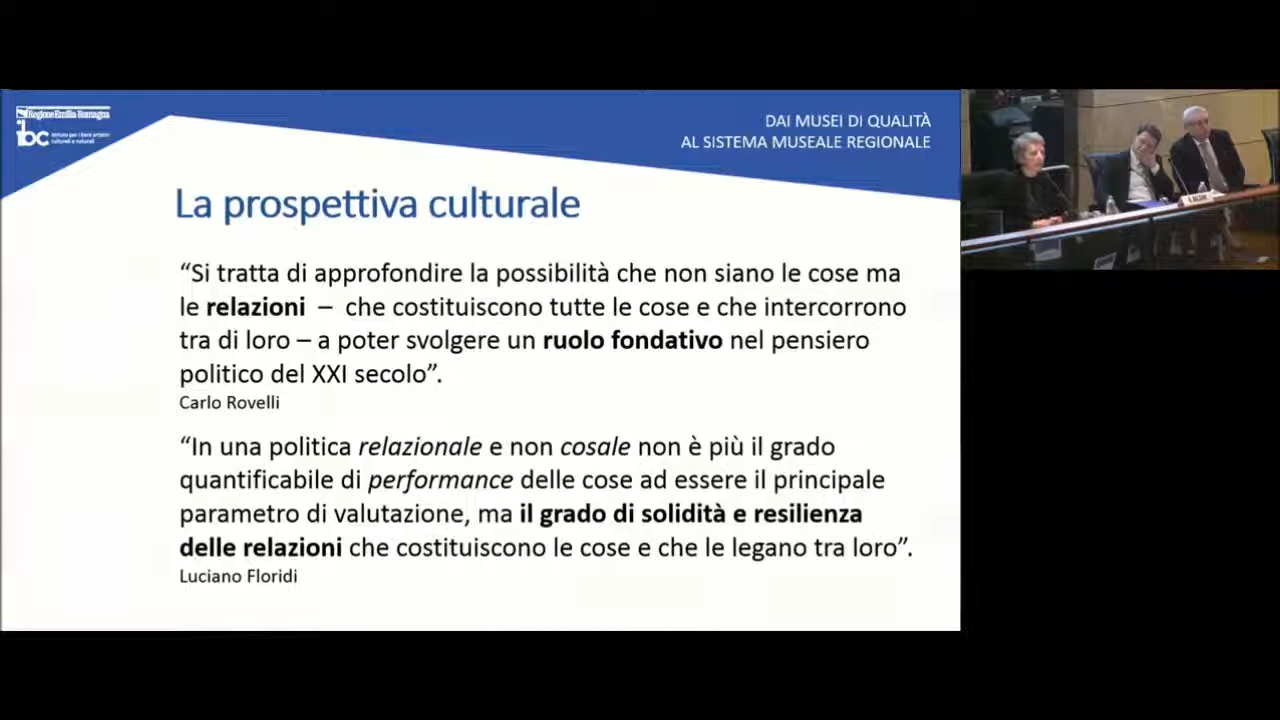 Regione Emilia Romagna
ibc
DAI MUSEI DI QUALITÀ
AL SISTEMA MUSEALE REGIONALE
La prospettiva culturale
“Si tratta di approfondire la possibilità che non siano le cose ma
le relazioni – che costituiscono tutte le cose e che intercorrono
tra di loro – a poter svolgere un ruolo fondativo nel pensiero
politico del XXI secolo”.
Carlo Rovelli
“In una politica relazionale e non cosale non è più il grado
quantificabile di performance delle cose ad essere il principale
parametro di valutazione, ma il grado di solidità e resilienza
delle relazioni che costituiscono le cose e che le legano tra loro”.
Luciano Floridi